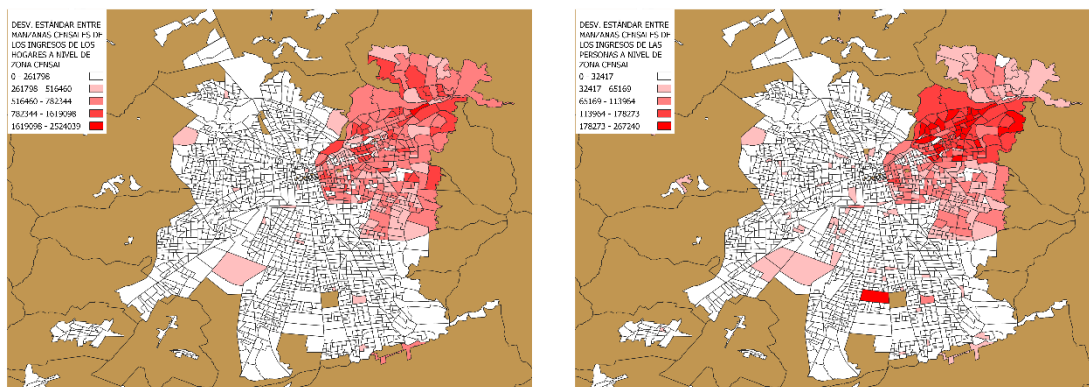 DESV. ESTANDAR ENTRE
MANZANAS CENSALES DE
LOS INGRESOS DE LOS
HOGARES A NIVEL DE
ZONA CENSAL
0 261798
261798 516460
516460 - 782344
782344 - 1619098
1619098 - 2524039
DESV. ESTANDAR ENTRE
MANZANAS CENSALES DE
LOS INGRESOS DE LAS
PERSONAS A NIVEL DE
ZONA CENSAL
0 32417
32417 65169
65169 - 113964
113964 - 178273
178273 - 267240